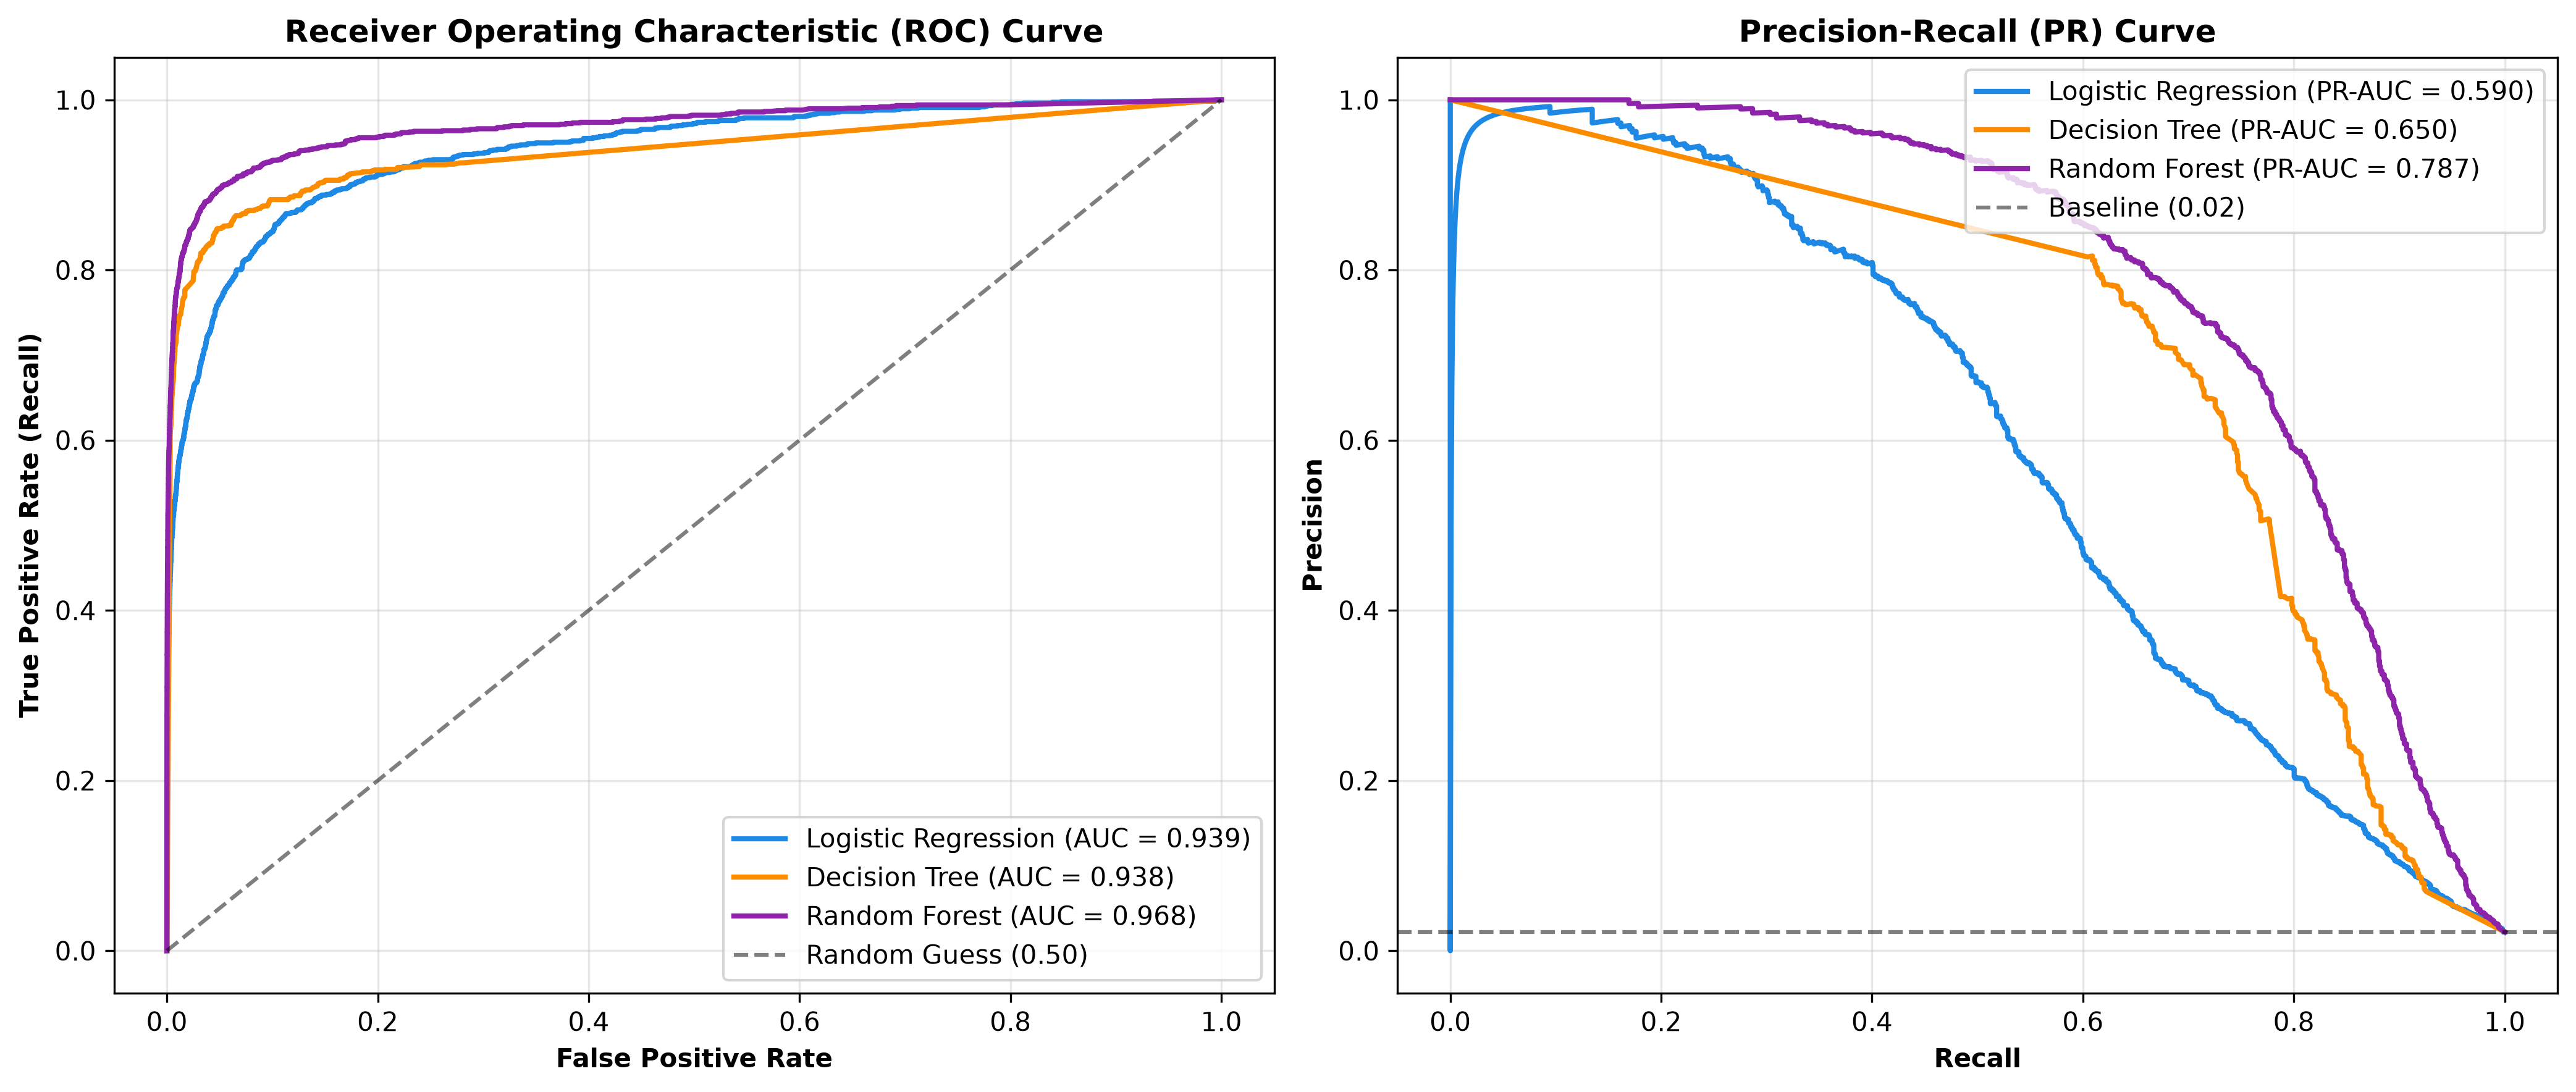 Receiver Operating Characteristic (ROC) Curve
True Positive Rate (Recall)
1.0
0.8
0.6
0.4
0.2
0.0
Logistic Regression (AUC = 0.939)
Decision Tree (AUC = 0.938)
Random Forest (AUC = 0.968)
Random Guess (0.50)
0.0 0.2 0.4 0.6 0.8 1.0
False Positive Rate
Precision-Recall (PR) Curve
Precision
1.0
0.8
0.6
0.4
0.2
0.0
Logistic Regression (PR-AUC = 0.590)
Decision Tree (PR-AUC = 0.650)
Random Forest (PR-AUC = 0.787)
Baseline (0.02)
0.0 0.2 0.4 0.6 0.8 1.0
Recall